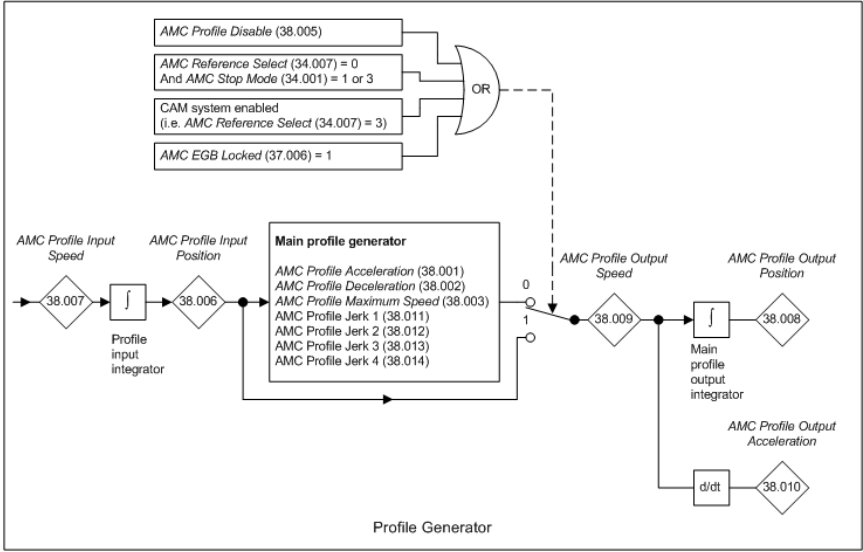 AMC Profile Disable (38.005)
AMC Reference Select (34.007) = 0
And AMC Stop Mode (34.001) = 1 or 3
CAM system enabled
(i.e. AMC Reference Select (34.007) = 3)
AMC EGB Locked (37.006) = 1
OR
AMC Profile Input
Speed
38.007
∫
Profile
input
integrator
AMC Profile Input
Position
38.006
Main profile generator
AMC Profile Acceleration (38.001)
AMC Profile Deceleration (38.002)
AMC Profile Maximum Speed (38.003)
AMC Profile Jerk 1 (38.011)
AMC Profile Jerk 2 (38.012)
AMC Profile Jerk 3 (38.013)
AMC Profile Jerk 4 (38.014)
0
1
AMC Profile Output
Speed
38.009
∫
Main
profile
output
integrator
AMC Profile Output
Position
38.008
AMC Profile Output
Acceleration
d/dt
38.010
Profile Generator